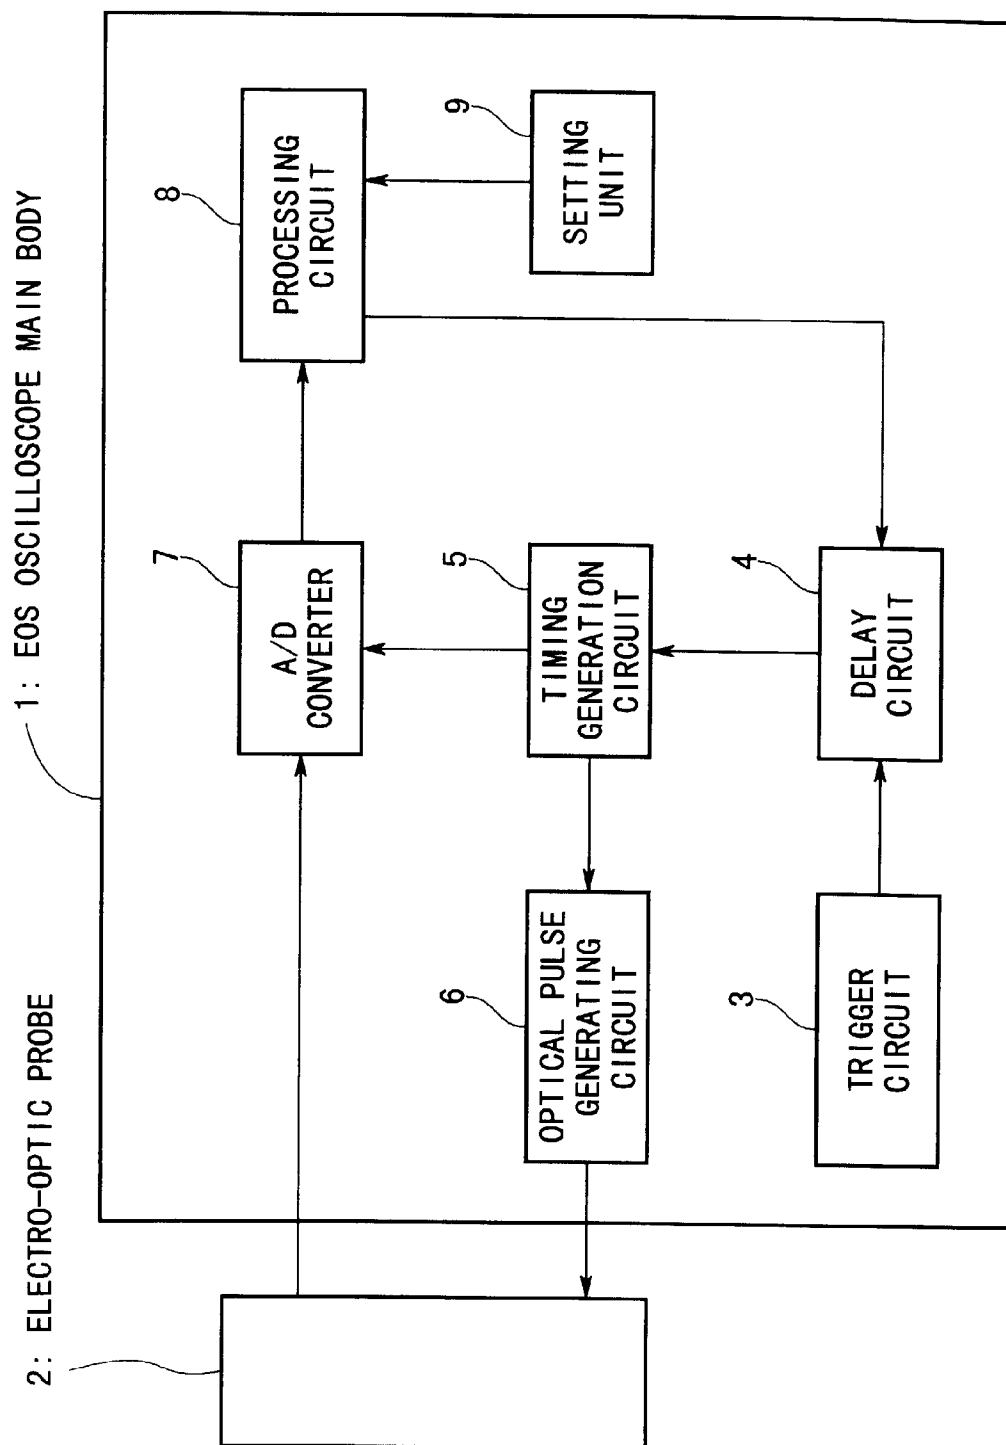 1: EOS OSCILLOSCOPE MAIN BODY
2: ELECTRO-OPTIC PROBE
7
A/D
CONVERTER
8
PROCESSING
CIRCUIT
6
OPTICAL PULSE
GENERATING
CIRCUIT
5
TIMING
GENERATION
CIRCUIT
9
SETTING
UNIT
3
TRIGGER
CIRCUIT
4
DELAY
CIRCUIT